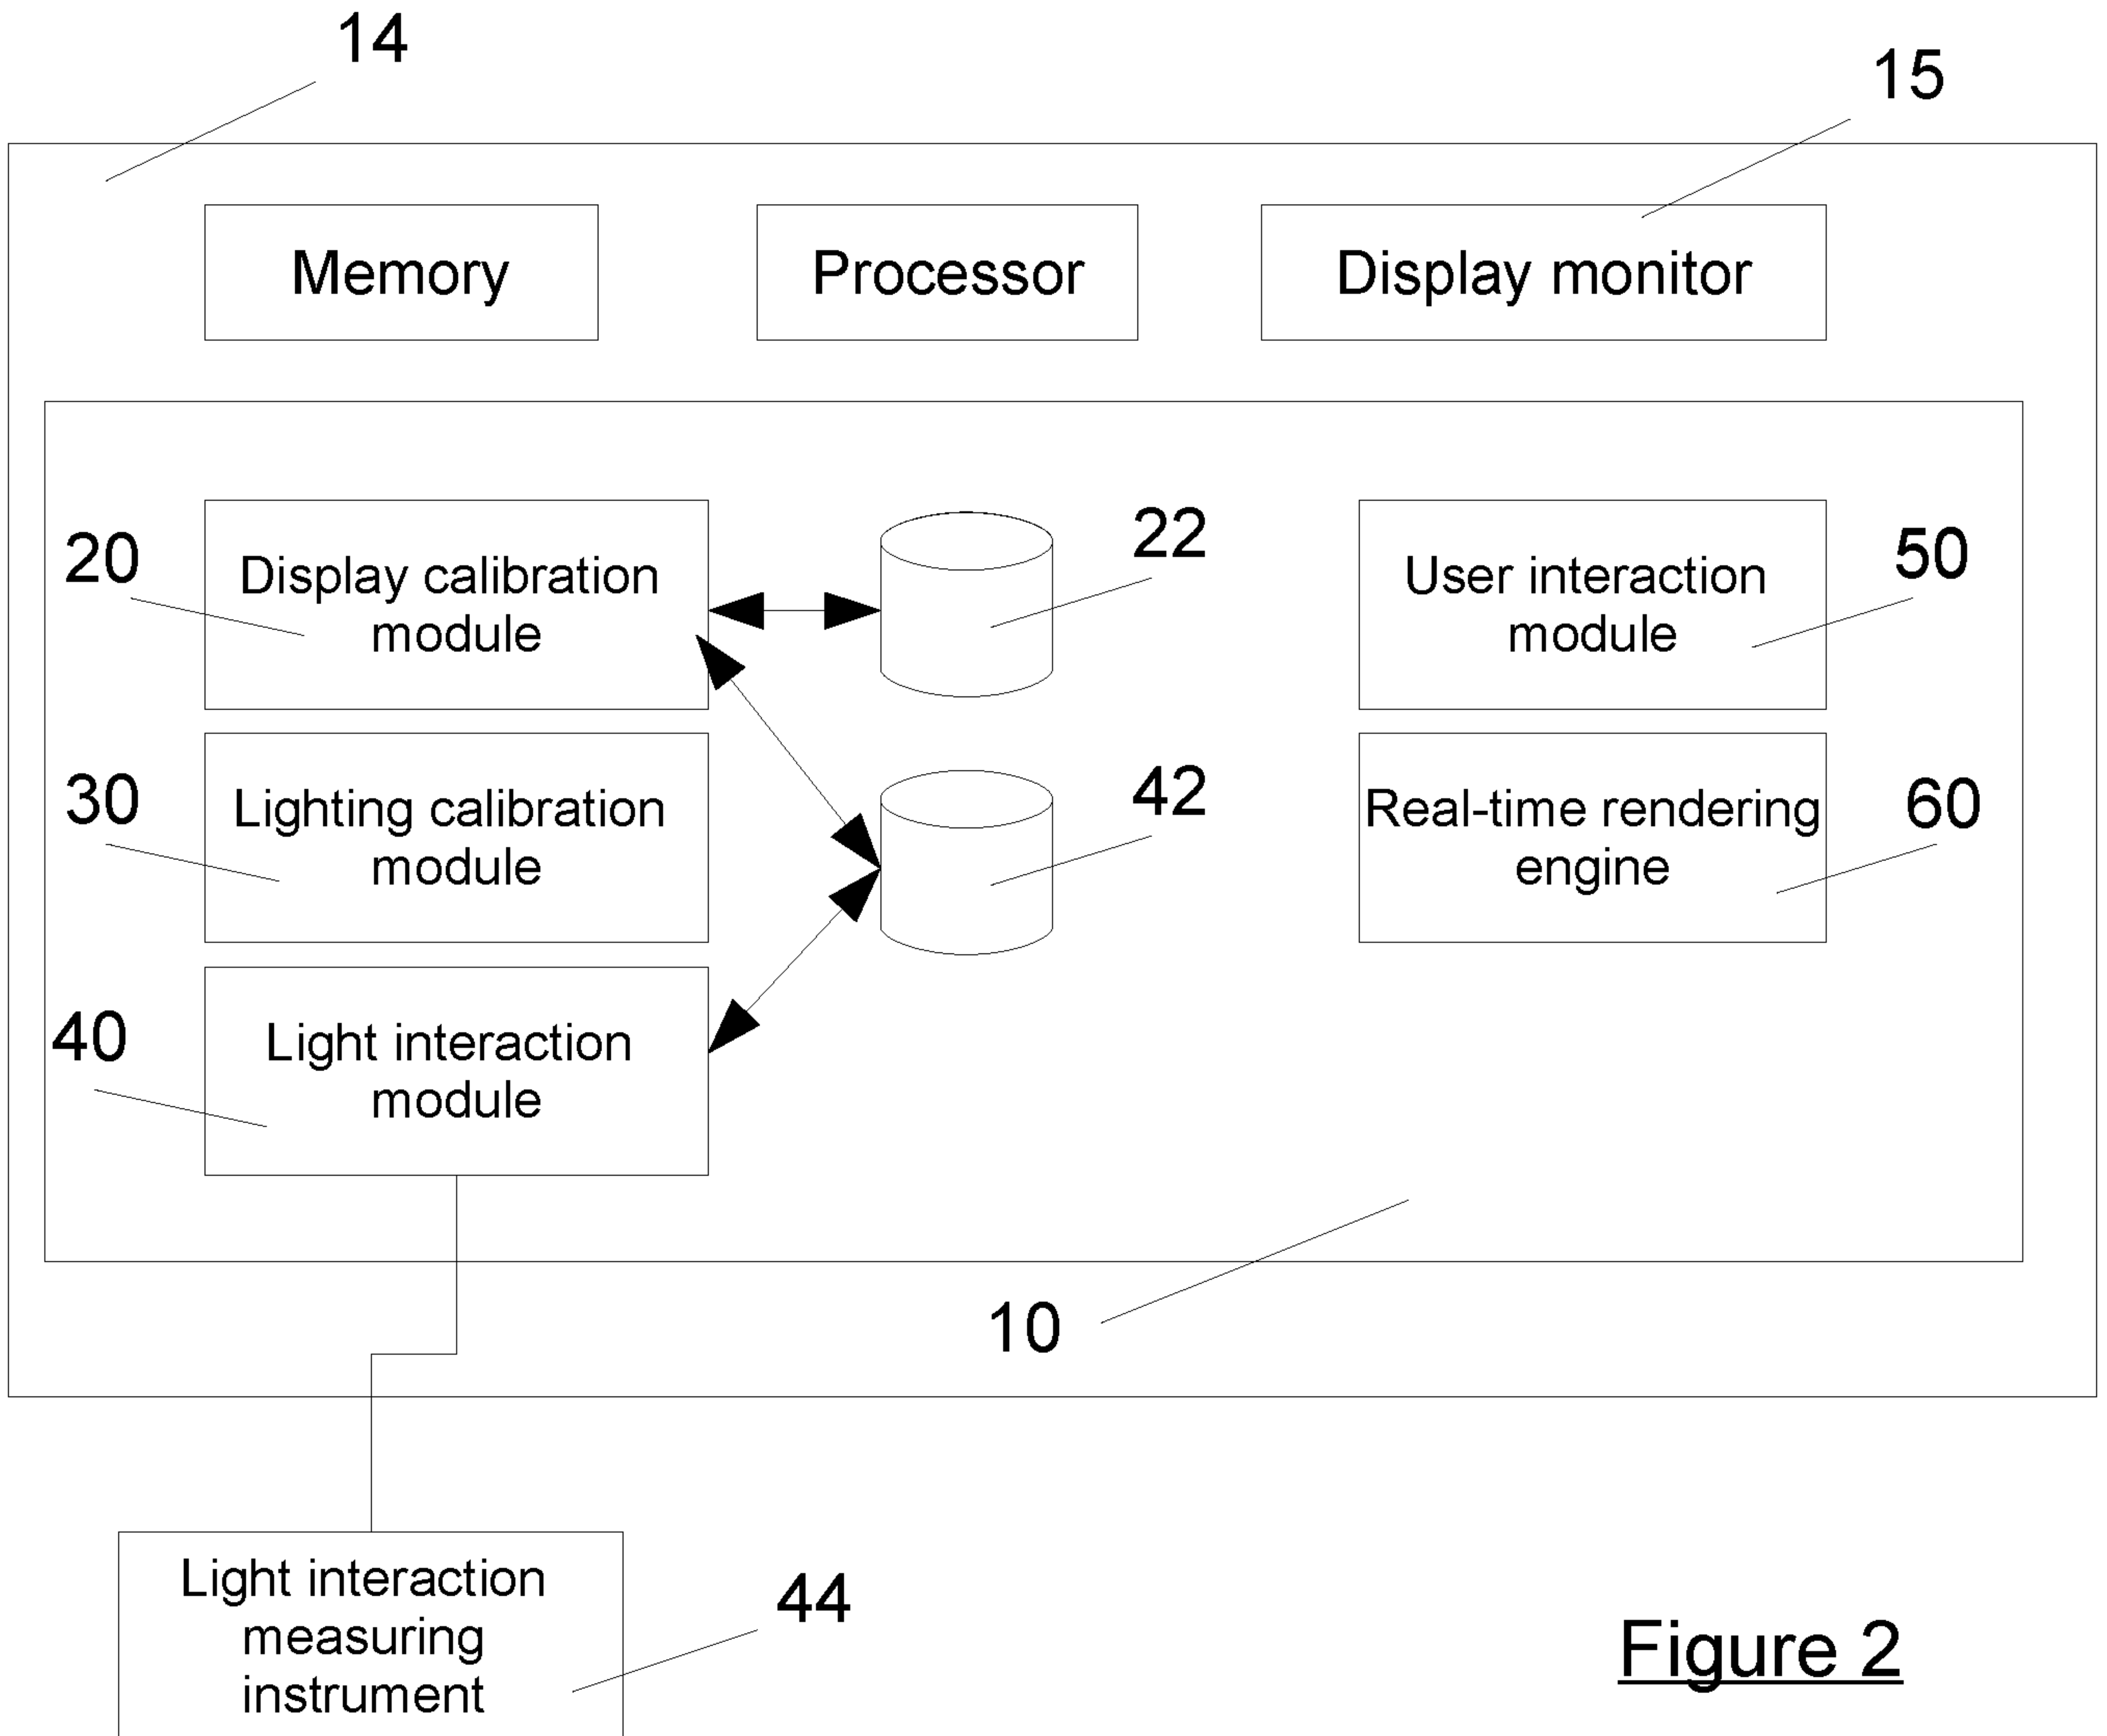 14
15
Memory
Processor
Display monitor
20
Display calibration
module
22
User interaction
module
50
30
Lighting calibration
module
42
Real-time rendering
engine
60
40
Light interaction
module
10
Light interaction
measuring
instrument
44
Figure 2